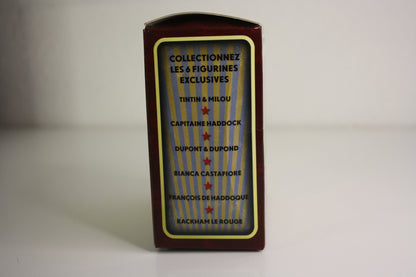 COLLECTIONNEZ
LES 6 FIGURINES
EXCLUSIVES
TINTIN & MILOU
CAPITAINE HADDOCK
DUPONT & DUPOND
BIANCA CASTAFIORE
FRANÇOIS DE HADDOQUE
RACKHAM LE ROUGE